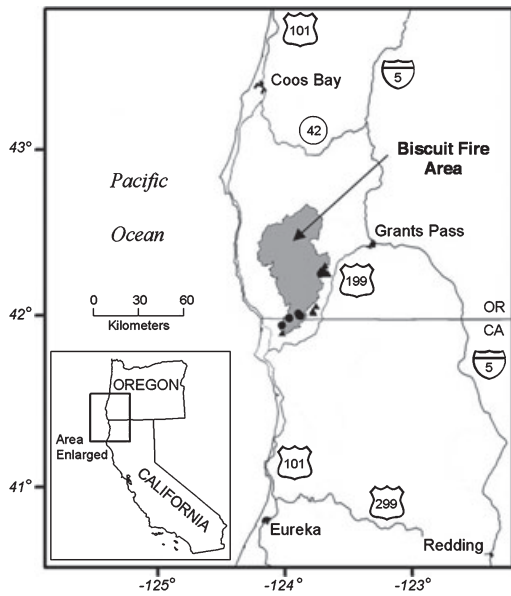 101
5
Coos Bay
43°
42
Biscuit Fire
Area
Pacific
Ocean
Grants Pass
199
42°
0 30 60
Kilometers
OR
CA
5
OREGON
Area
Enlarged
CALIFORNIA
101
41°
299
Eureka
Redding
-125° -124° -123°